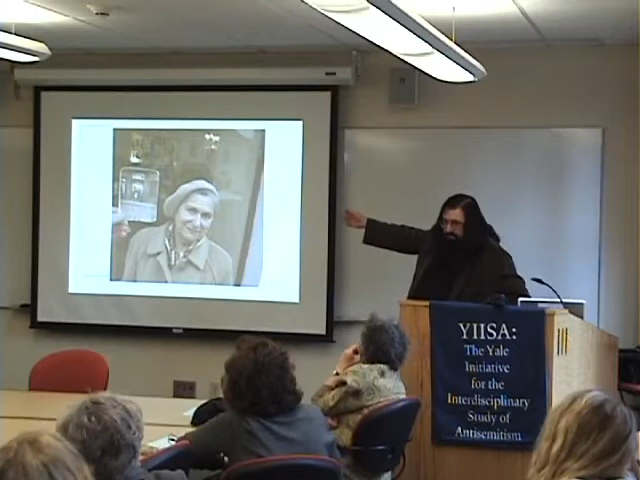 YIISA:
The Yale
Initiative
for the
Interdisciplinary
Study of
Antisemitism